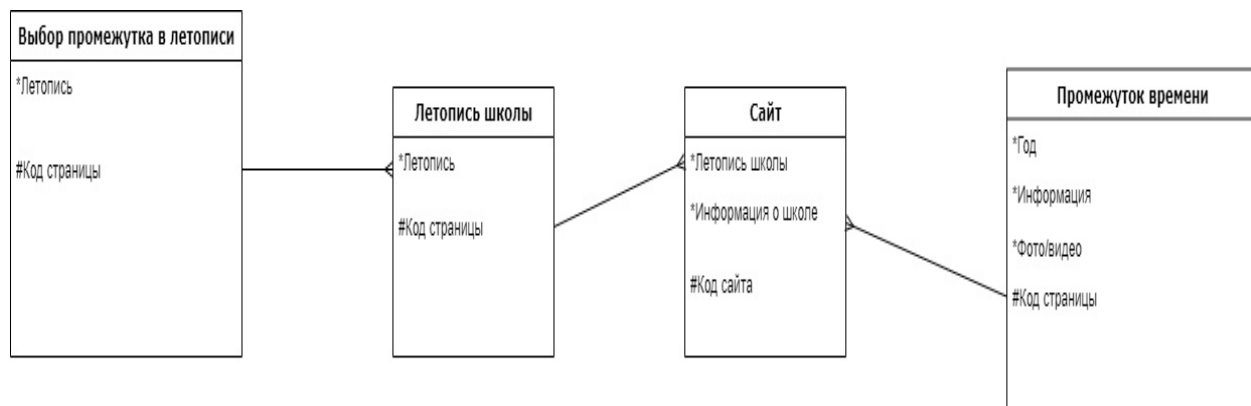 Выбор промежутка в летописи
*Летопись
#Код страницы
Летопись школы
*Летопись
#Код страницы
Сайт
*Летопись школы
*Информация о школе
#Код сайта
Промежуток времени
*Год
*Информация
*Фото/видео
#Код страницы